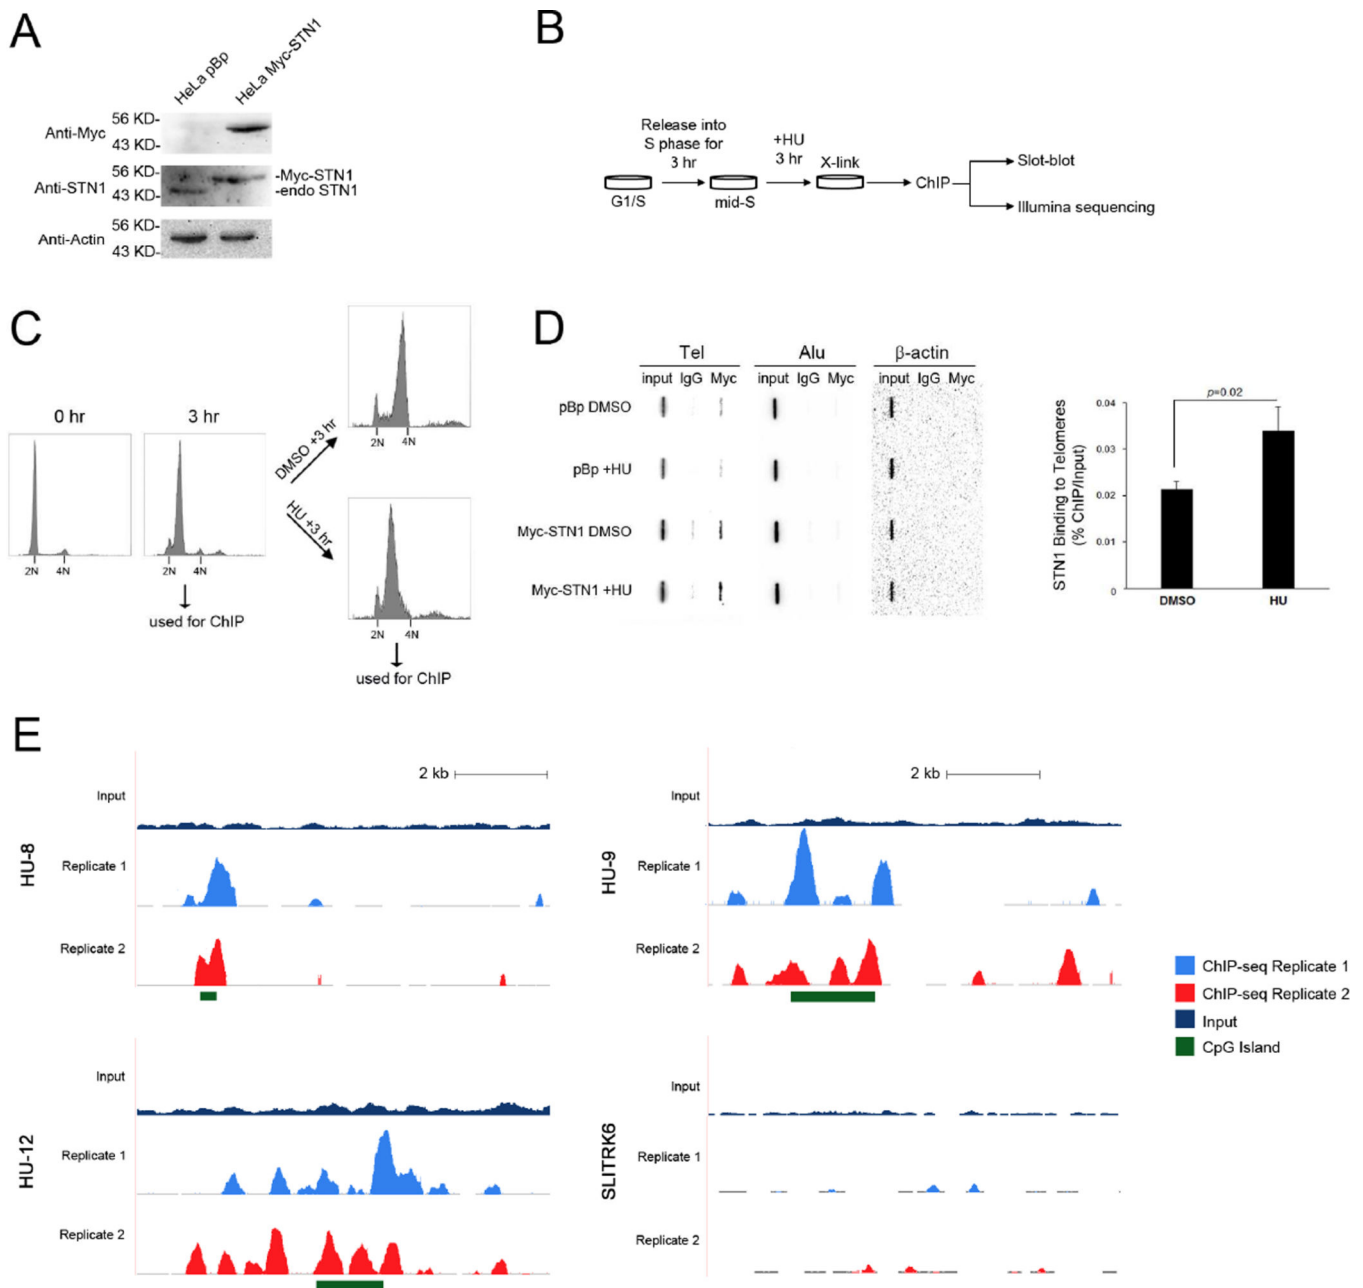 A
HeLa pBp
HeLa Myc-STN1
56 KD-
Anti-Myc
43 KD-
56 KD-
-Myc-STN1
Anti-STN1
43 KD-
-endo STN1
56 KD-
Anti-Actin
43 KD-
B
Release into
S phase for
3 hr
+HU
3 hr
X-link
G1/S
mid-S
ChIP
Slot-blot
Illumina sequencing
C
0 hr
3 hr
2N 4N
2N 4N
used for ChIP
DMSO +3 hr
HU +3 hr
2N 4N
2N 4N
used for ChIP
D
Tel Alu β-actin
input IgG Myc input IgG Myc input IgG Myc
pBp DMSO
pBp +HU
Myc-STN1 DMSO
Myc-STN1 +HU
STN1 Binding to Telomeres
(% ChIP/Input)
0.04
0.03
0.02
0.01
0
p=0.02
DMSO HU
E
HU-8
2 kb
Input
Replicate 1
Replicate 2
HU-9
2 kb
Input
Replicate 1
Replicate 2
HU-12
Input
Replicate 1
Replicate 2
SLITRK6
Input
Replicate 1
Replicate 2
ChIP-seq Replicate 1
ChIP-seq Replicate 2
Input
CpG Island